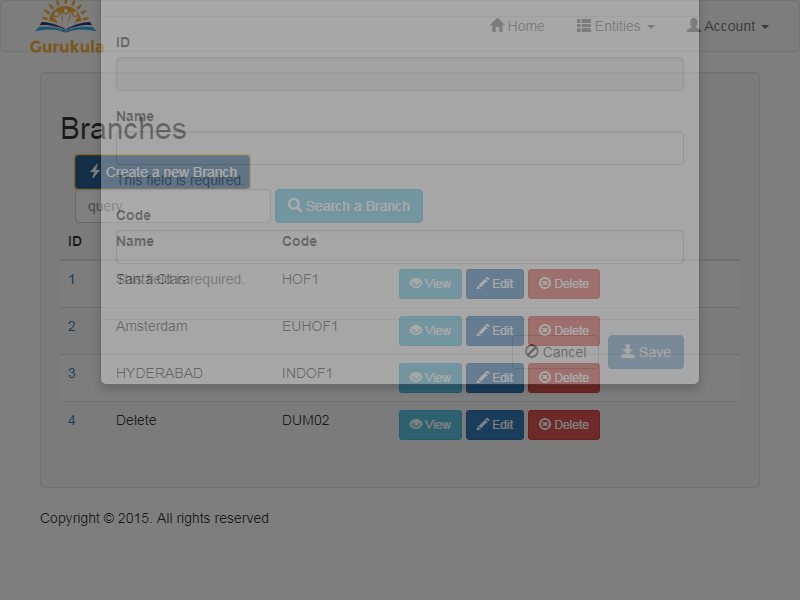 Gurukula
Home
Entities
Account
ID
Name
Branches
Create a new Branch
This field is required.
query
Search a Branch
Code
ID Name Code
This field is required.
1 Santa Clara HOF1 View Edit Delete
2 Amsterdam EUHOF1 View Edit Delete
Cancel
Save
3 HYDERABAD INDOF1 View Edit Delete
4 Delete DUM02 View Edit Delete
Copyright © 2015. All rights reserved